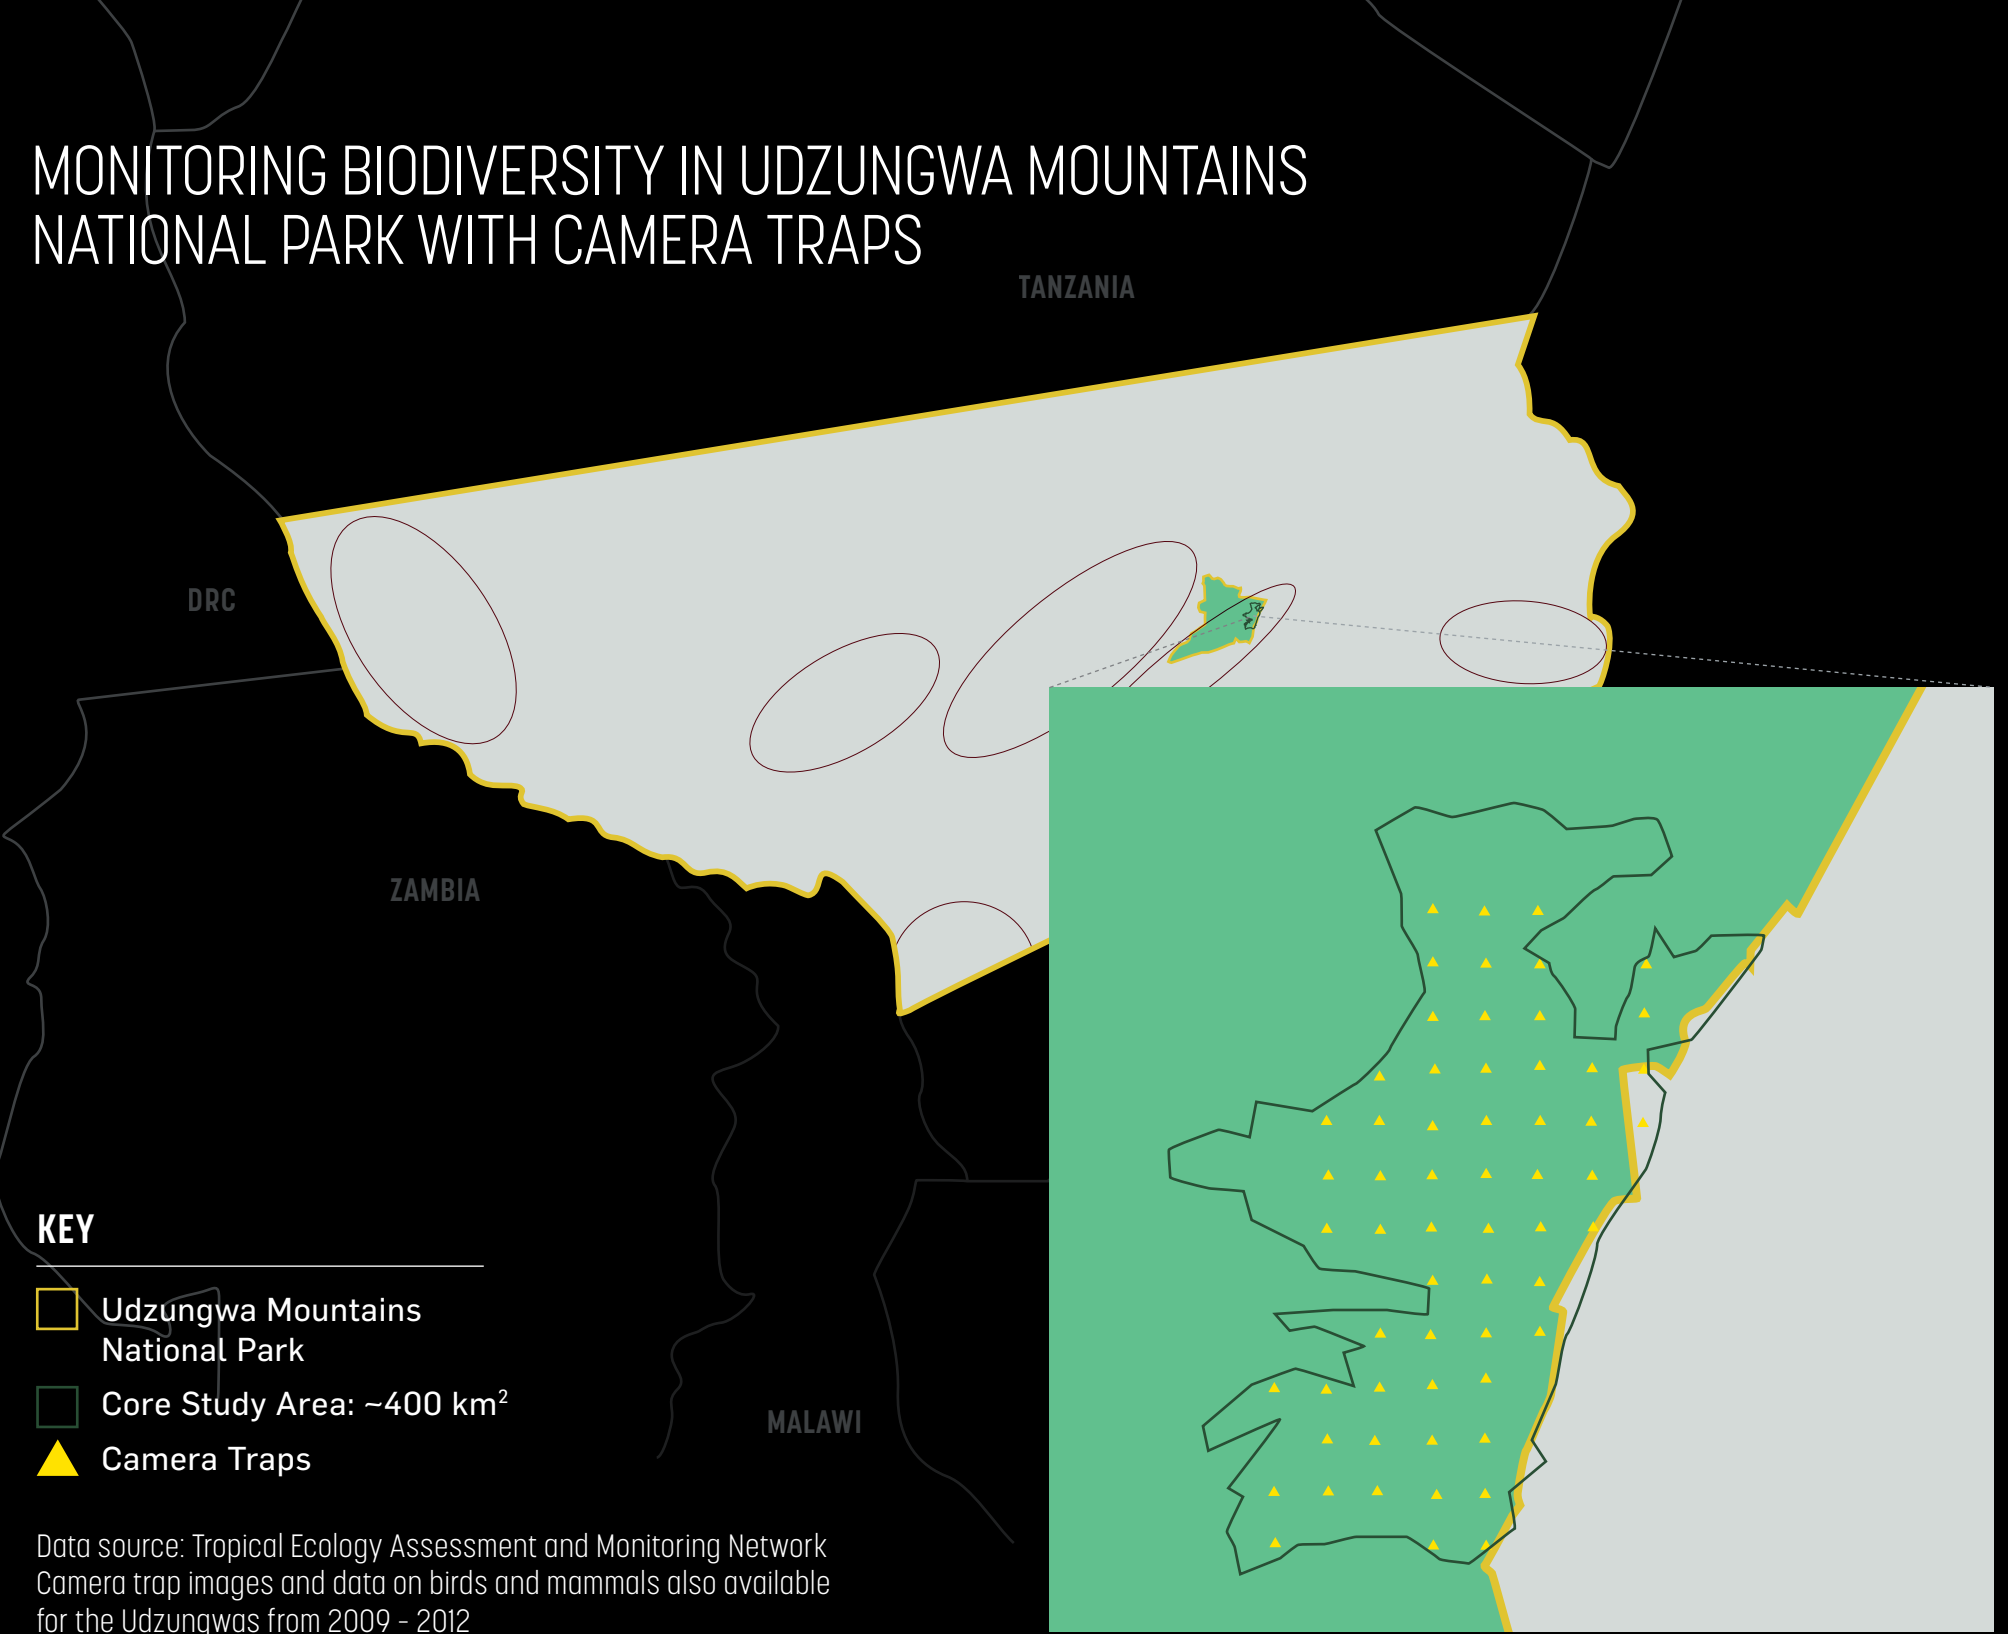 MONITORING BIODIVERSITY IN UDZUNGWA MOUNTAINS
NATIONAL PARK WITH CAMERA TRAPS
TANZANIA
DRC
ZAMBIA
MALAWI
KEY
Udzungwa Mountains
National Park
Core Study Area: ~400 km²
Camera Traps
Data source: Tropical Ecology Assessment and Monitoring Network
Camera trap images and data on birds and mammals also available
for the Udzungwas from 2009 - 2012